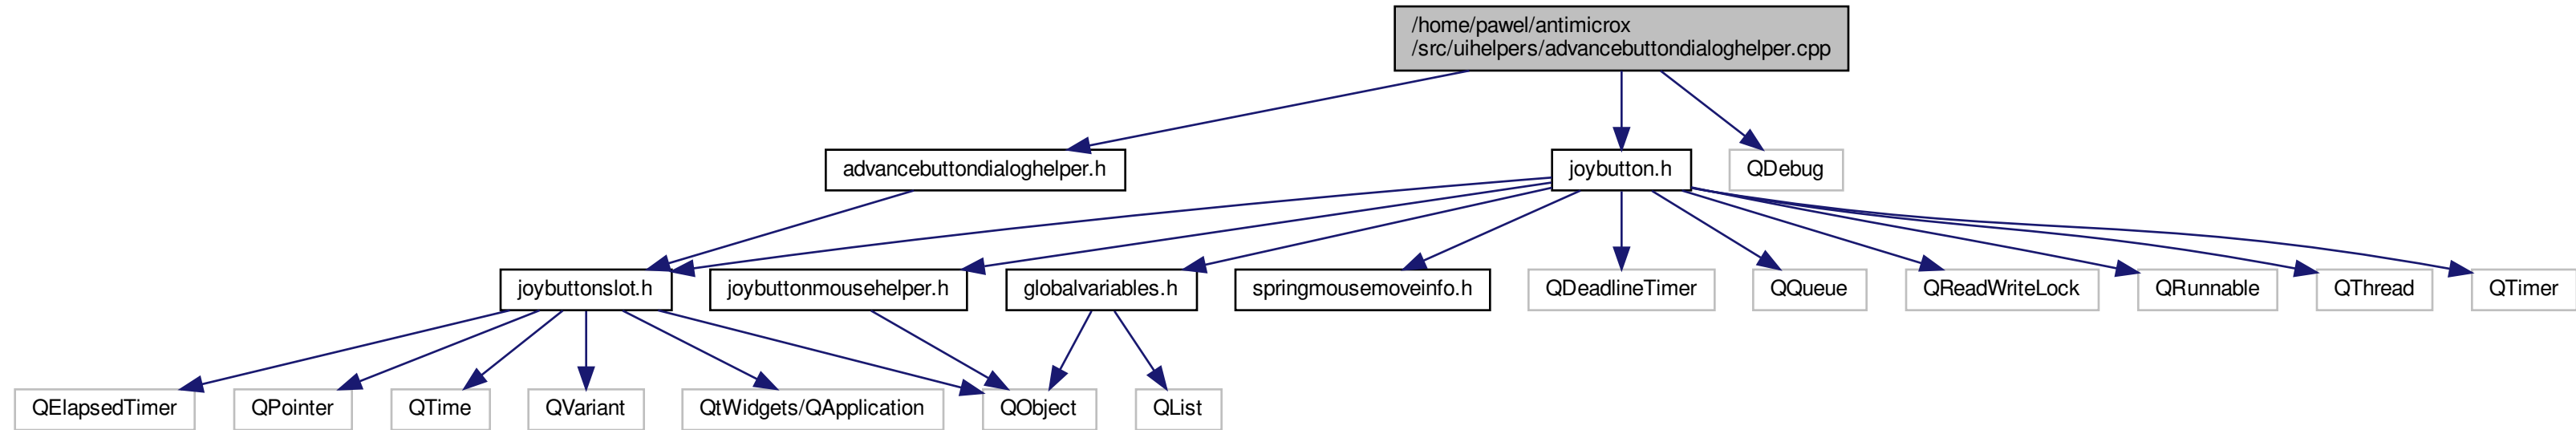 /home/pawel/antimicrox
/src/uihelpers/advancebuttondialoghelper.cpp
advancebuttondialoghelper.h
joybutton.h
QDebug
joybuttonslot.h
joybuttonmousehelper.h
globalvariables.h
springmousemoveinfo.h
QDeadlineTimer
QQueue
QReadWriteLock
QRunnable
QThread
QTimer
QElapsedTimer
QPointer
QTime
QVariant
QtWidgets/QApplication
QObject
QList